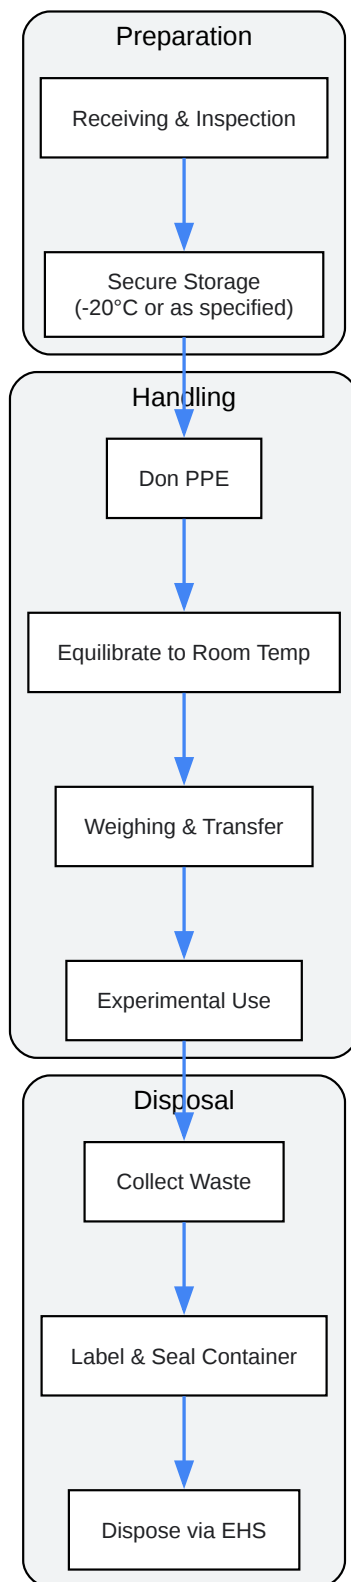 Preparation
Receiving & Inspection
Secure Storage
(-20°C or as specified)
Handling
Don PPE
Equilibrate to Room Temp
Weighing & Transfer
Experimental Use
Disposal
Collect Waste
Label & Seal Container
Dispose via EHS